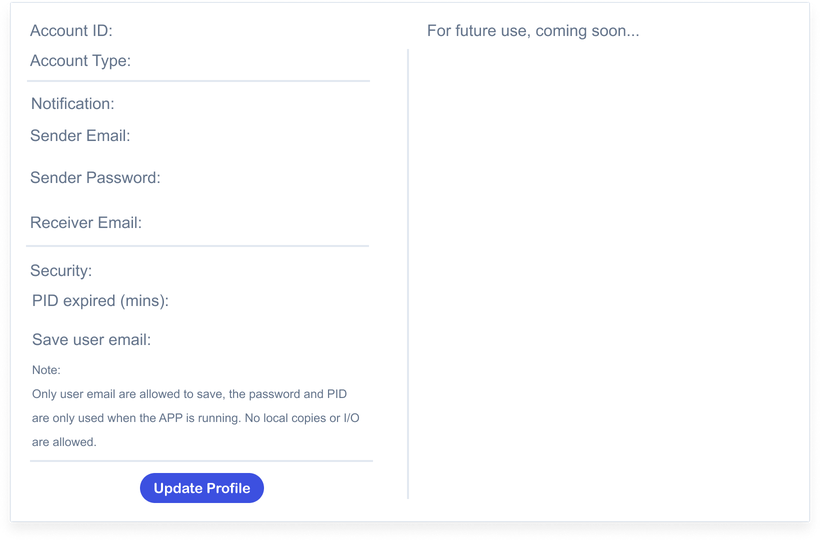 Account ID:
Account Type:
Notification:
Sender Email:
Sender Password:
Receiver Email:
Security:
PID expired (mins):
Save user email:
Note:
Only user email are allowed to save, the password and PID
are only used when the APP is running. No local copies or I/O
are allowed.
Update Profile
For future use, coming soon...